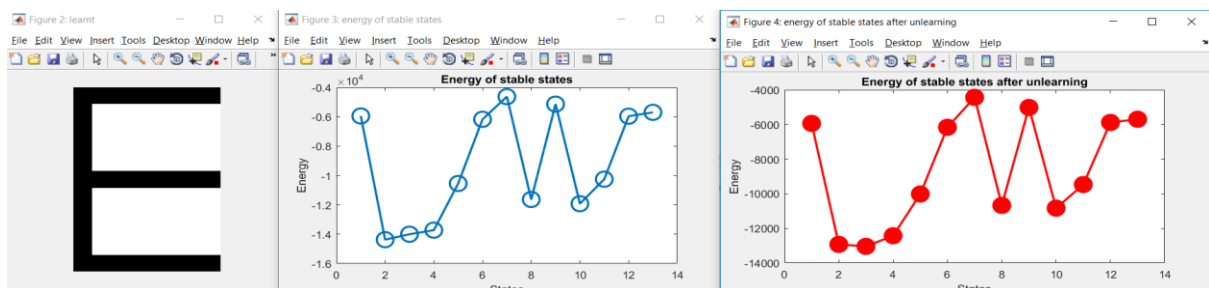 Figure 2: learnt
File Edit View Insert Tools Desktop Window Help
Figure 3: energy of stable states
File Edit View Insert Tools Desktop Window Help
×10⁴
Energy of stable states
-0.4
-0.6
-0.8
-1
-1.2
-1.4
-1.6
Energy
0 2 4 6 8 10 12 14
States
Figure 4: energy of stable states after unlearning
File Edit View Insert Tools Desktop Window Help
Energy of stable states after unlearning
-4000
-6000
-8000
-10000
-12000
-14000
Energy
0 2 4 6 8 10 12 14
States
E